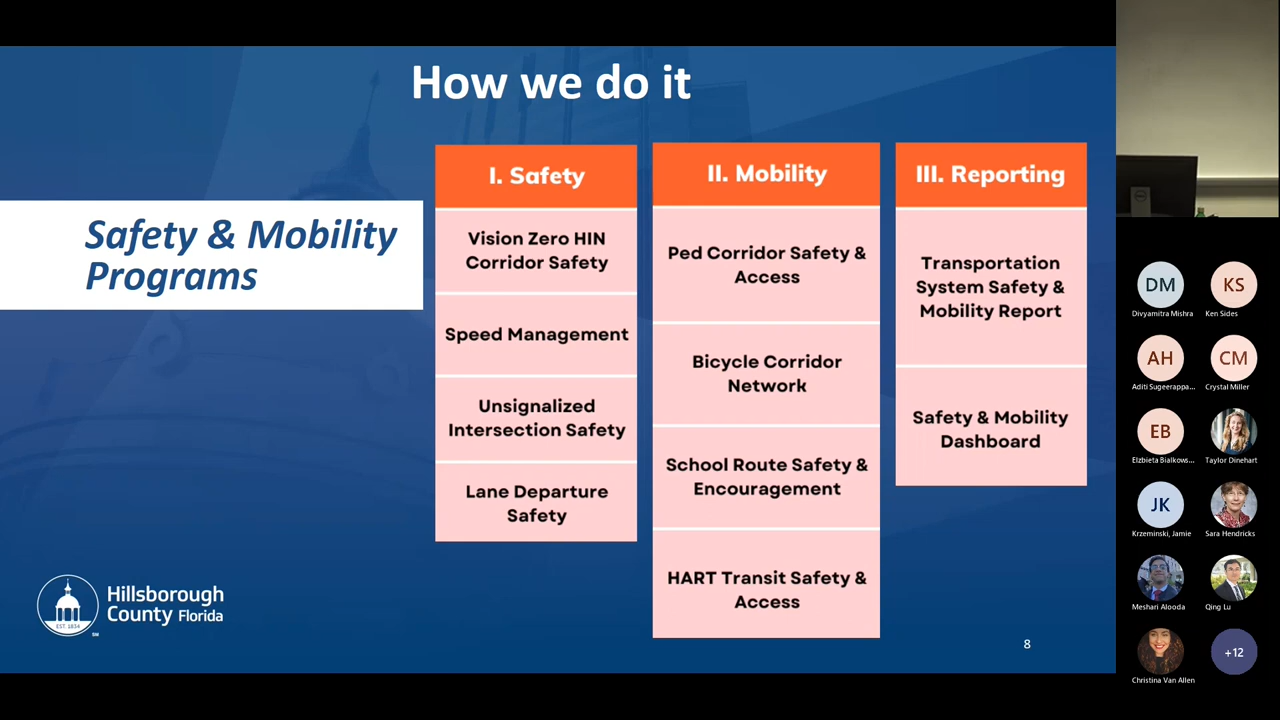 How we do it
Safety & Mobility
Programs
I. Safety
Vision Zero HIN
Corridor Safety
Speed Management
Unsignalized
Intersection Safety
Lane Departure
Safety
II. Mobility
Ped Corridor Safety &
Access
Bicycle Corridor
Network
School Route Safety &
Encouragement
HART Transit Safety &
Access
III. Reporting
Transportation
System Safety &
Mobility Report
Safety & Mobility
Dashboard
Hillsborough
County Florida
EST. 1834
SM
8
DM
Divyamitra Mishra
KS
Ken Sides
AH
Aditi Sugeerappa...
CM
Crystal Miller
EB
Elzbieta Bialkows...
Taylor Dinehart
JK
Krzeminski, Jamie
Sara Hendricks
Meshari Alooda
Qing Lu
Christina Van Allen
+12